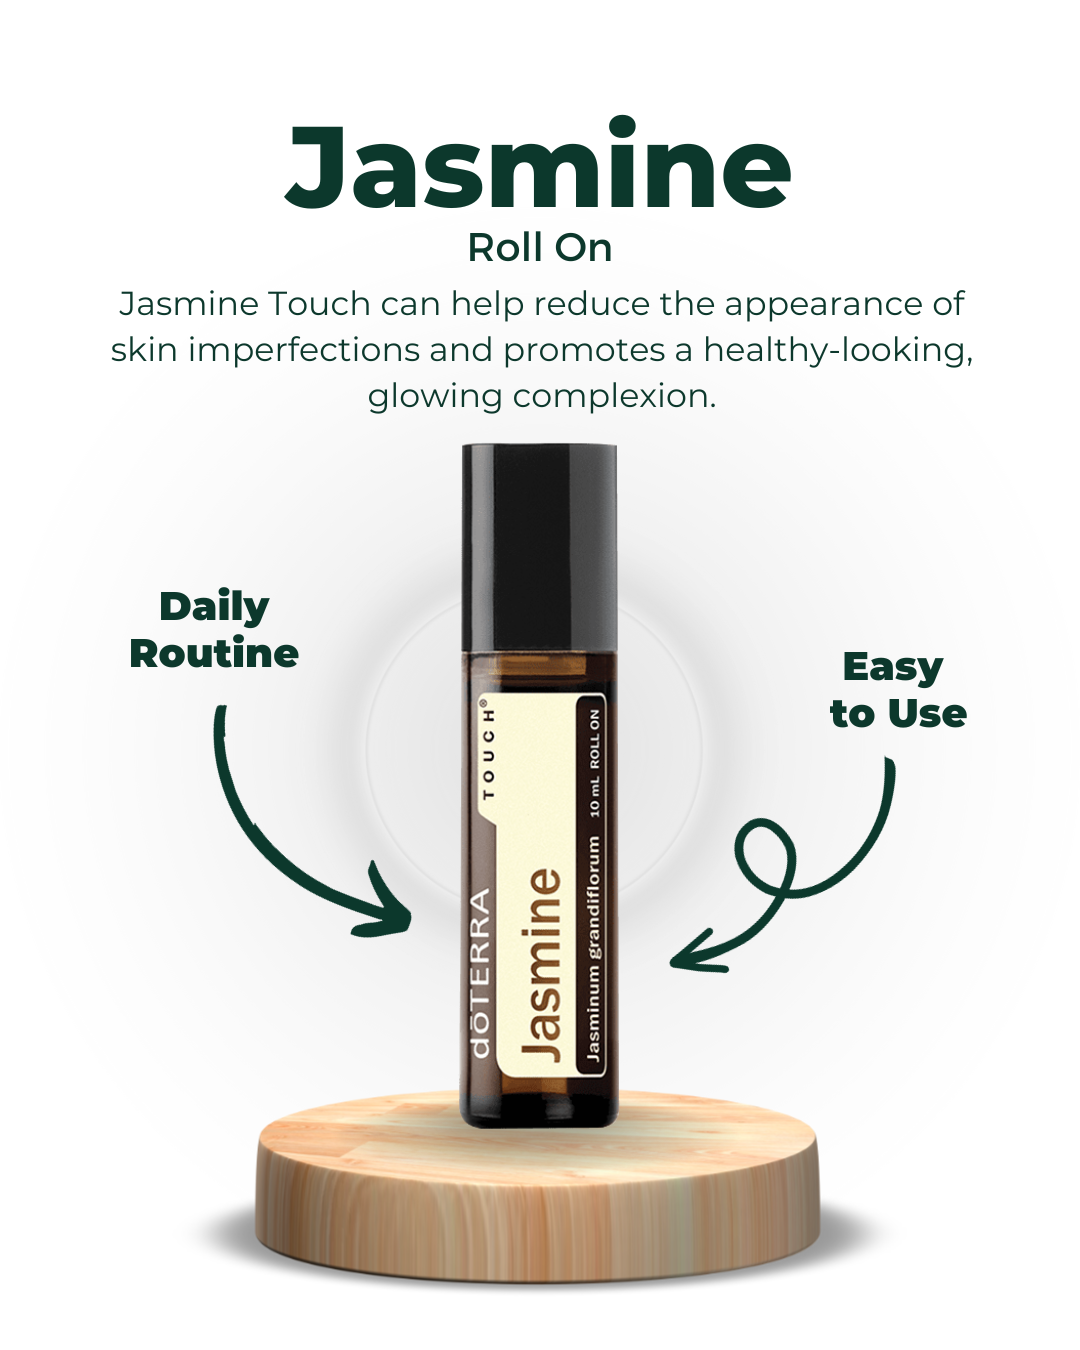 Jasmine
Roll On
Jasmine Touch can help reduce the appearance of
skin imperfections and promotes a healthy-looking,
glowing complexion.
Daily
Routine
Easy
to Use
dōTERRA
TOUCH®
Jasmine
Jasminum grandiflorum 10 mL ROLL ON